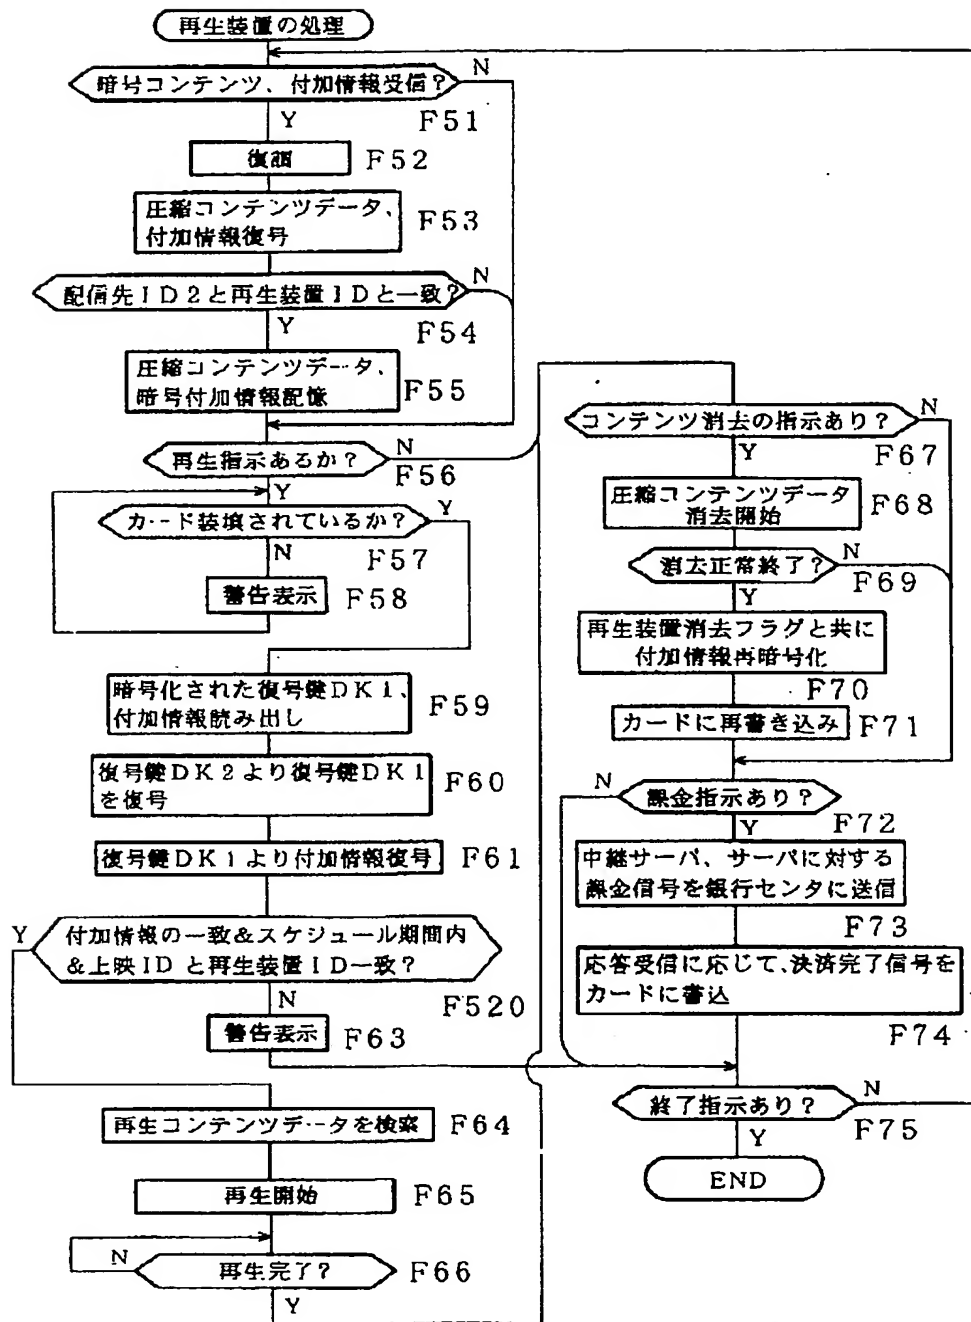 再生装置の処理
暗号コンテンツ、付加情報受信?
N
Y
F51
復調
F52
圧縮コンテンツデータ、
付加情報復号
F53
配信先ID2と再生装置IDと一致?
N
Y
F54
圧縮コンテンツデータ、
暗号付加情報記憶
F55
再生指示あるか?
N
F56
Y
カード装填されているか?
Y
F57
N
警告表示
F58
暗号化された復号鍵DK1、
付加情報読み出し
F59
復号鍵DK2より復号鍵DK1
を復号
F60
復号鍵DK1より付加情報復号
F61
Y
付加情報の一致&スケジュール期間内
&上映IDと再生装置ID一致?
F520
N
警告表示
F63
再生コンテンツデータを検索
F64
再生開始
F65
N
再生完了?
F66
Y
コンテンツ消去の指示あり?
N
F67
Y
圧縮コンテンツデータ
消去開始
F68
消去正常終了?
N
F69
Y
再生装置消去フラグと共に
付加情報再暗号化
F70
カードに再書き込み
F71
N
課金指示あり?
F72
Y
中継サーバ、サーバに対する
課金信号を銀行センタに送信
F73
応答受信に応じて、決済完了信号を
カードに書込
F74
終了指示あり?
N
F75
Y
END